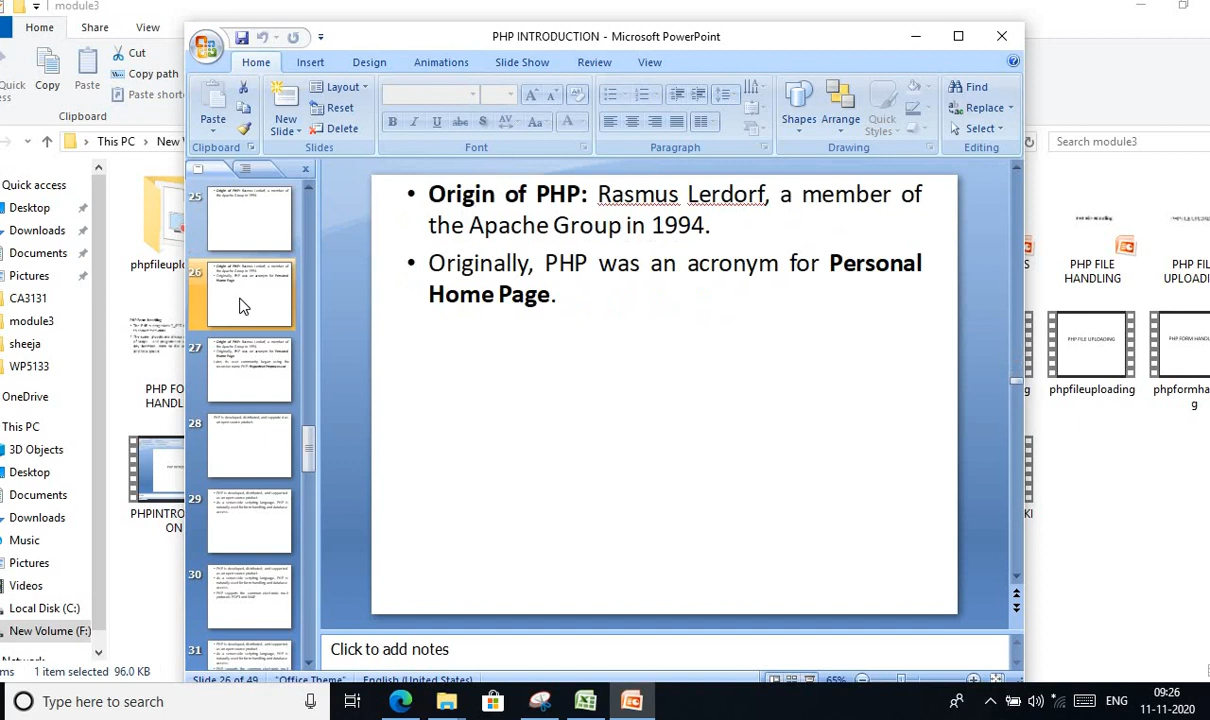 module3
Home Share View
Cut
Copy path
Paste
Copy
Clipboard
This PC
Search module3
Quick access
Desktop
Downloads
Documents
Pictures
CA3131
module3
sheeja
WP5133
OneDrive
This PC
3D Objects
Desktop
Documents
Downloads
Music
Pictures
Videos
Local Disk (C:)
New Volume (F:)
1 item selected 96.0 KB
PHP FILE
HANDLING
PHP FILE UPLOADING
phpfileuploading
PHP INTRODUCTION - Microsoft PowerPoint
Home Insert Design Animations Slide Show Review View
Paste
New
Slide
Layout
Reset
Delete
Shapes
Arrange
Quick
Styles
Find
Replace
Select
Clipboard Slides Font Paragraph Drawing Editing
25
26
27
28
29
30
31
• Origin of PHP: Rasmus Lerdorf, a member of
the Apache Group in 1994.
• Originally, PHP was an acronym for Personal
Home Page.
Click to add notes
Slide 26 of 49 "Office Theme" English (United States) 65%
Type here to search
ENG
09:26
11-11-2020